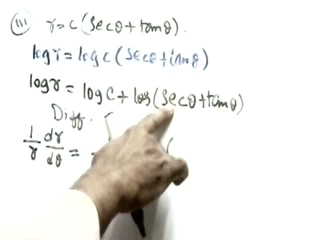 (iii) r = c (secθ + tanθ).
log r = log c (secθ + tanθ)
log r = log c + log (secθ + tanθ)
Diff.
1/r dr/dθ =